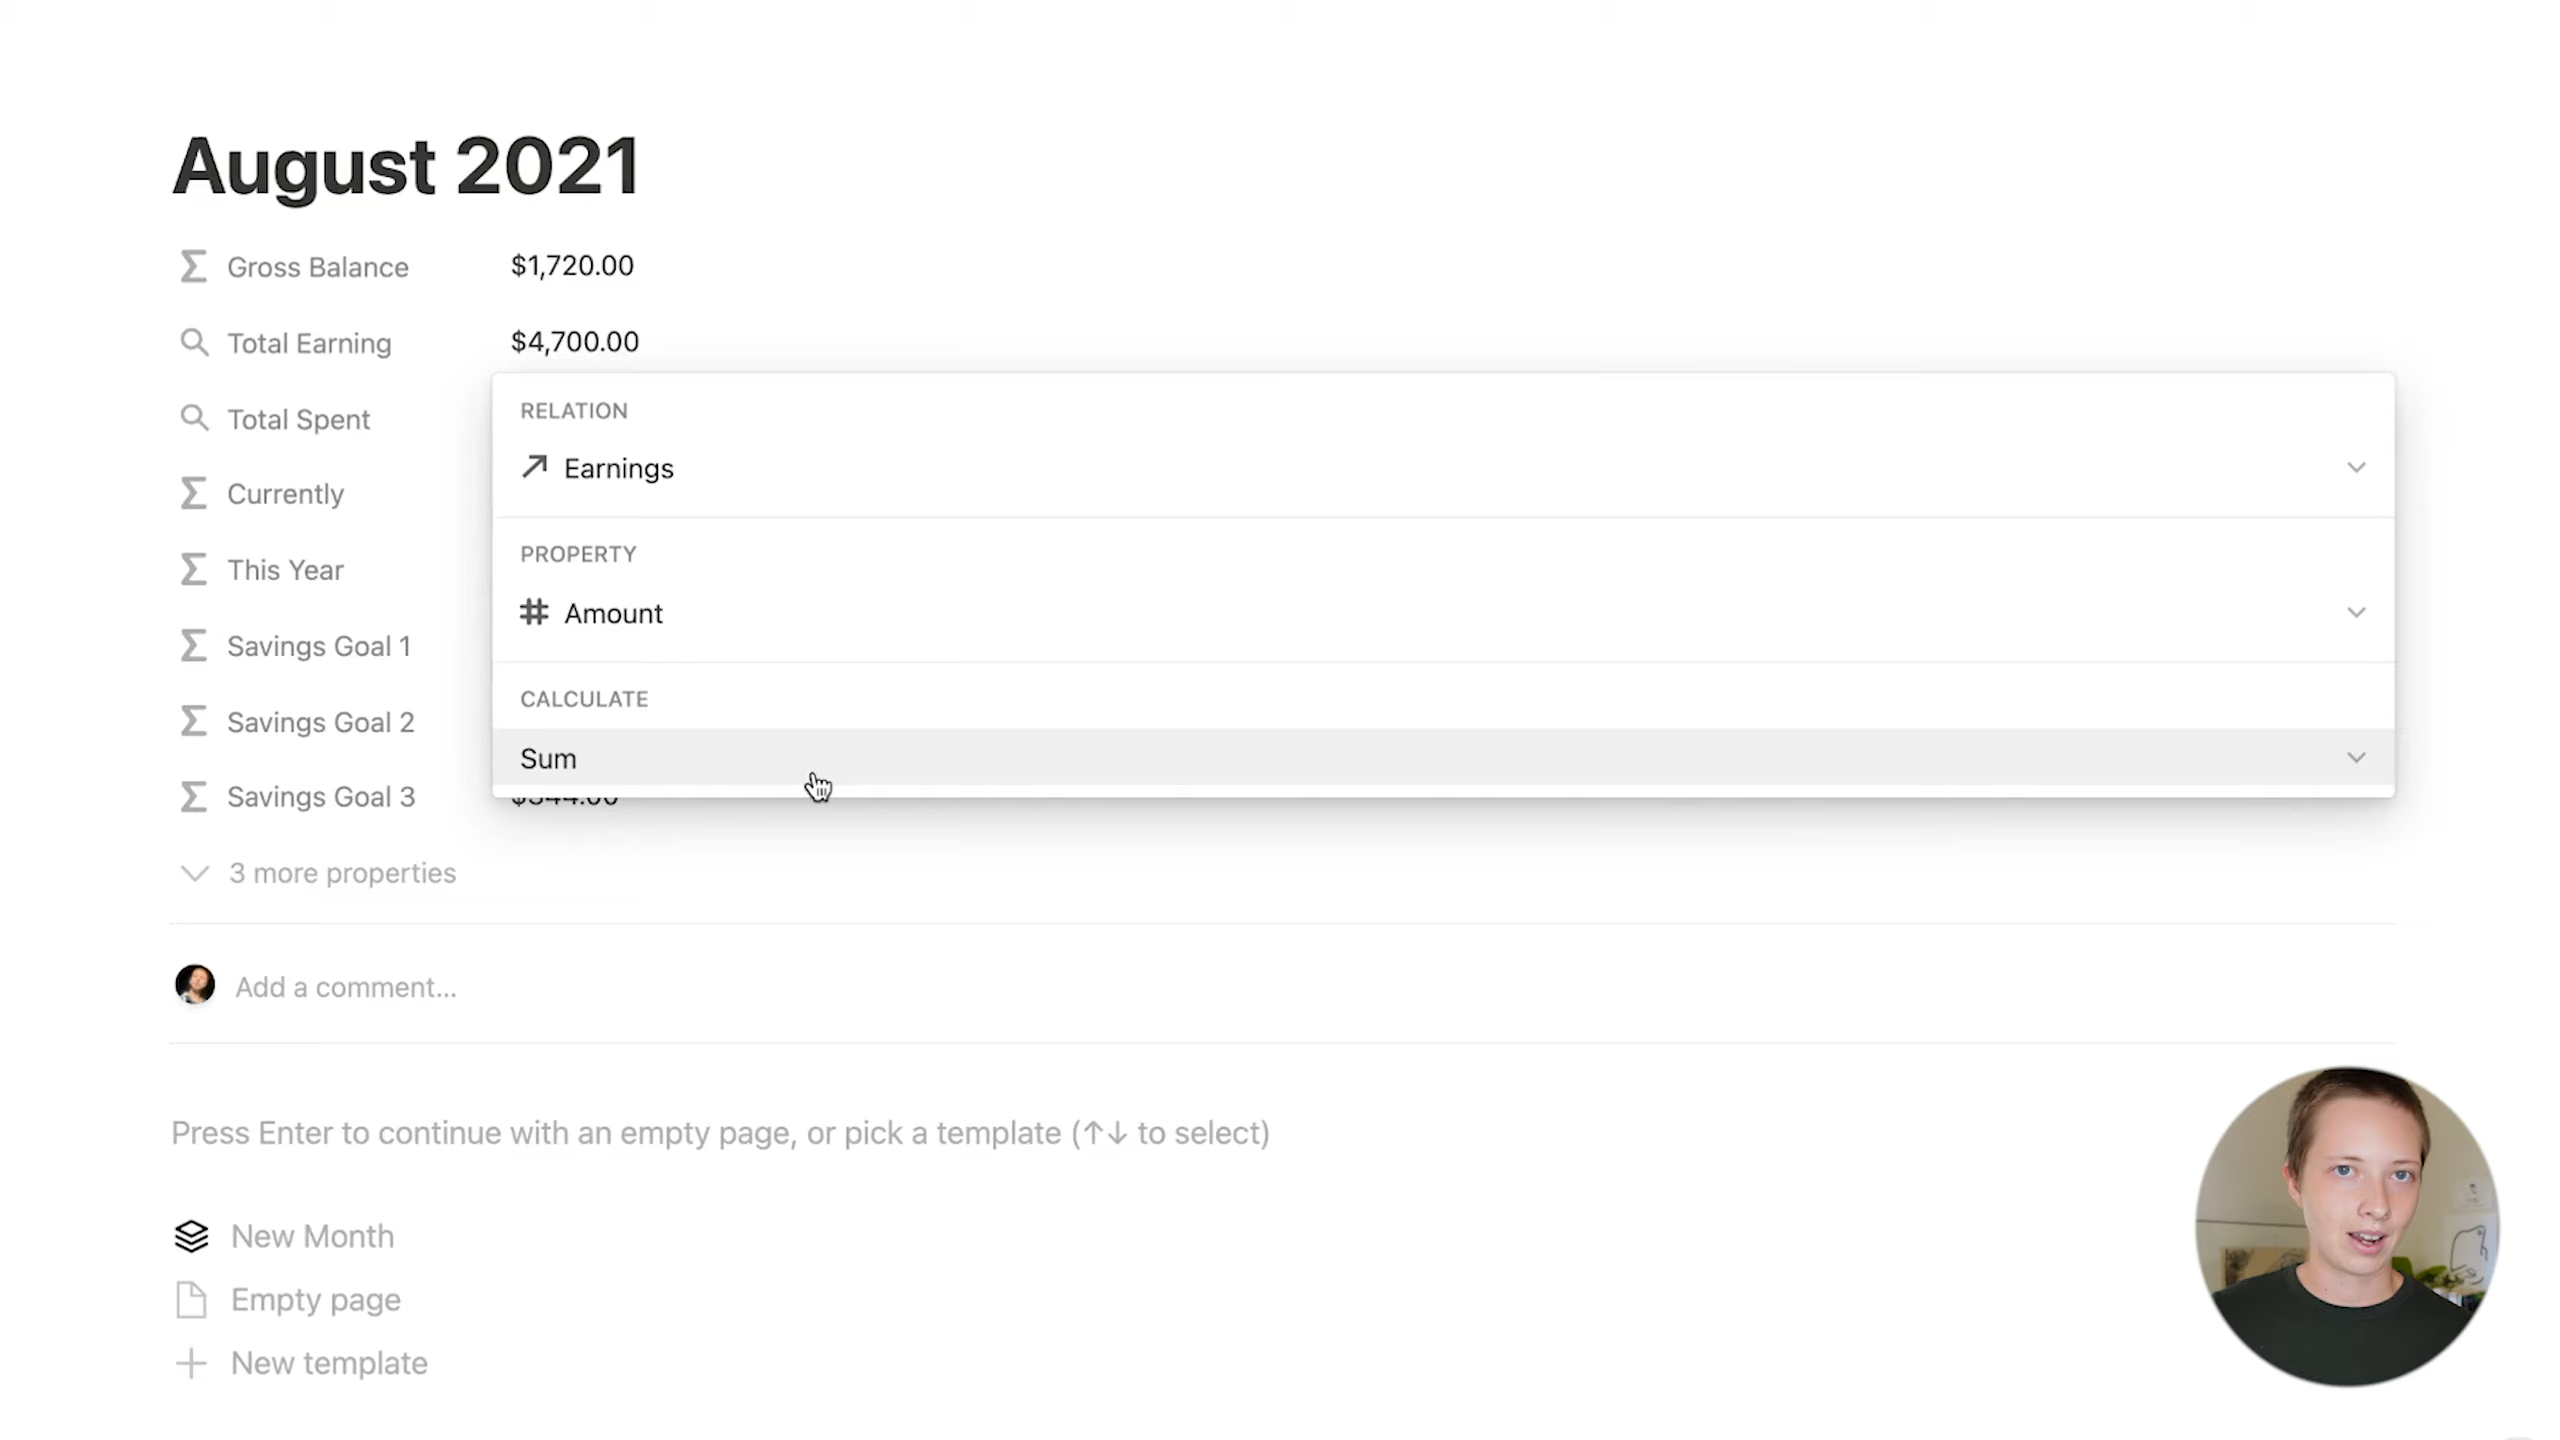 August 2021
Gross Balance $1,720.00
Total Earning $4,700.00
RELATION
Total Spent
Earnings
Currently
PROPERTY
This Year
Amount
Savings Goal 1
CALCULATE
Savings Goal 2
Sum
Savings Goal 3
3 more properties
Add a comment...
Press Enter to continue with an empty page, or pick a template (↑↓ to select)
New Month
Empty page
New template